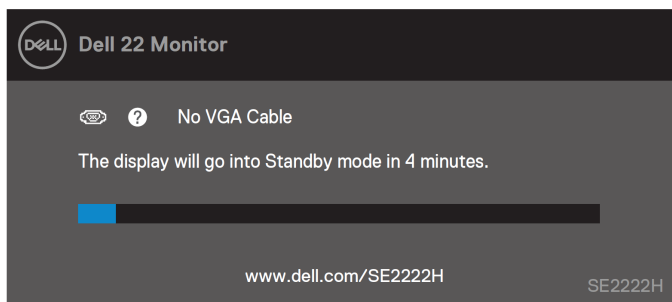 DELL
Dell 22 Monitor
? No VGA Cable
The display will go into Standby mode in 4 minutes.
www.dell.com/SE2222H
SE2222H